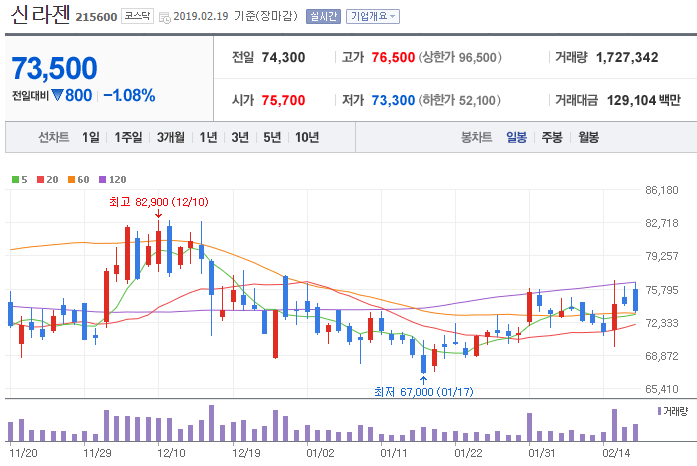 신라젠 215600 코스닥 2019.02.19 기준(장마감) 실시간 기업개요
73,500
전일대비 ▼800 -1.08%
전일 74,300 고가 76,500 (상한가 96,500) 거래량 1,727,342
시가 75,700 저가 73,300 (하한가 52,100) 거래대금 129,104 백만
선차트 1일 1주일 3개월 1년 3년 5년 10년 봉차트 일봉 주봉 월봉
5 20 60 120
86,180
최고 82,900 (12/10)
82,718
79,257
75,795
72,333
68,872
65,410
최저 67,000 (01/17)
거래량
11/20 11/29 12/10 12/19 01/02 01/11 01/22 01/31 02/14